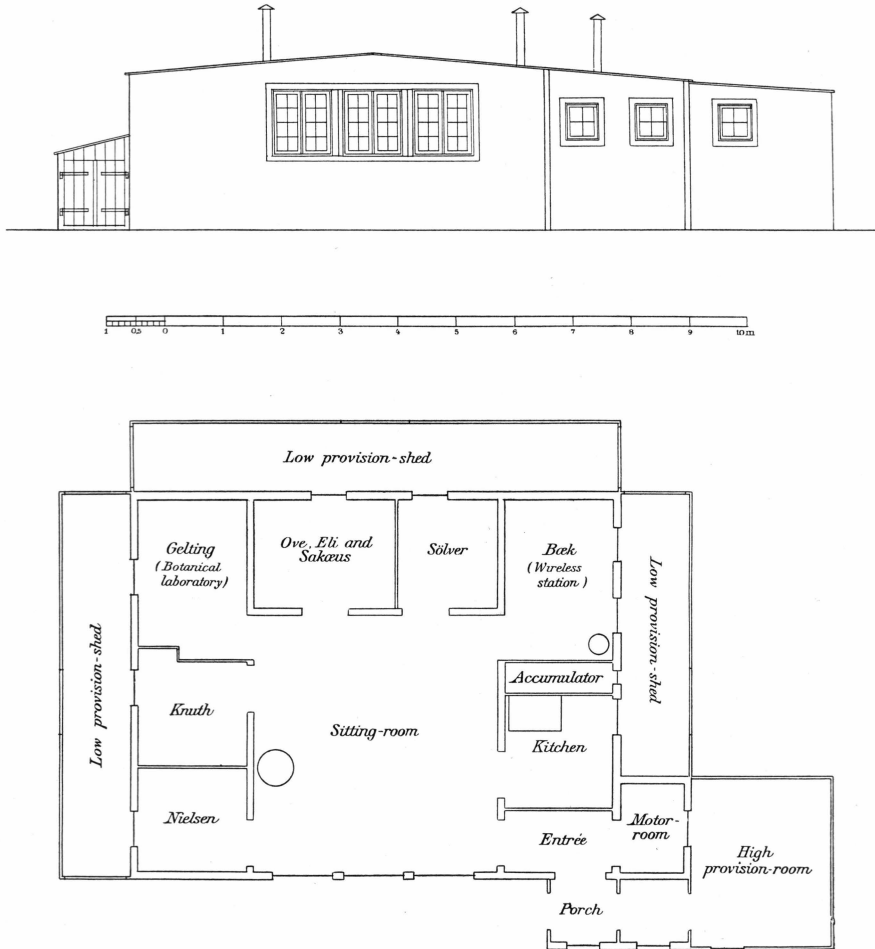 1 0,5 0 1 2 3 4 5 6 7 8 9 10 m
Low provision-shed
Gelting
(Botanical
laboratory)
Ove, Eli and
Sakæus
Sölver
Bæk
(Wireless
station)
Low provision-shed
Low provision-shed
Accumulator
Knuth
Sitting-room
Kitchen
Nielsen
Entrée
Motor-
room
High
provision-room
Porch